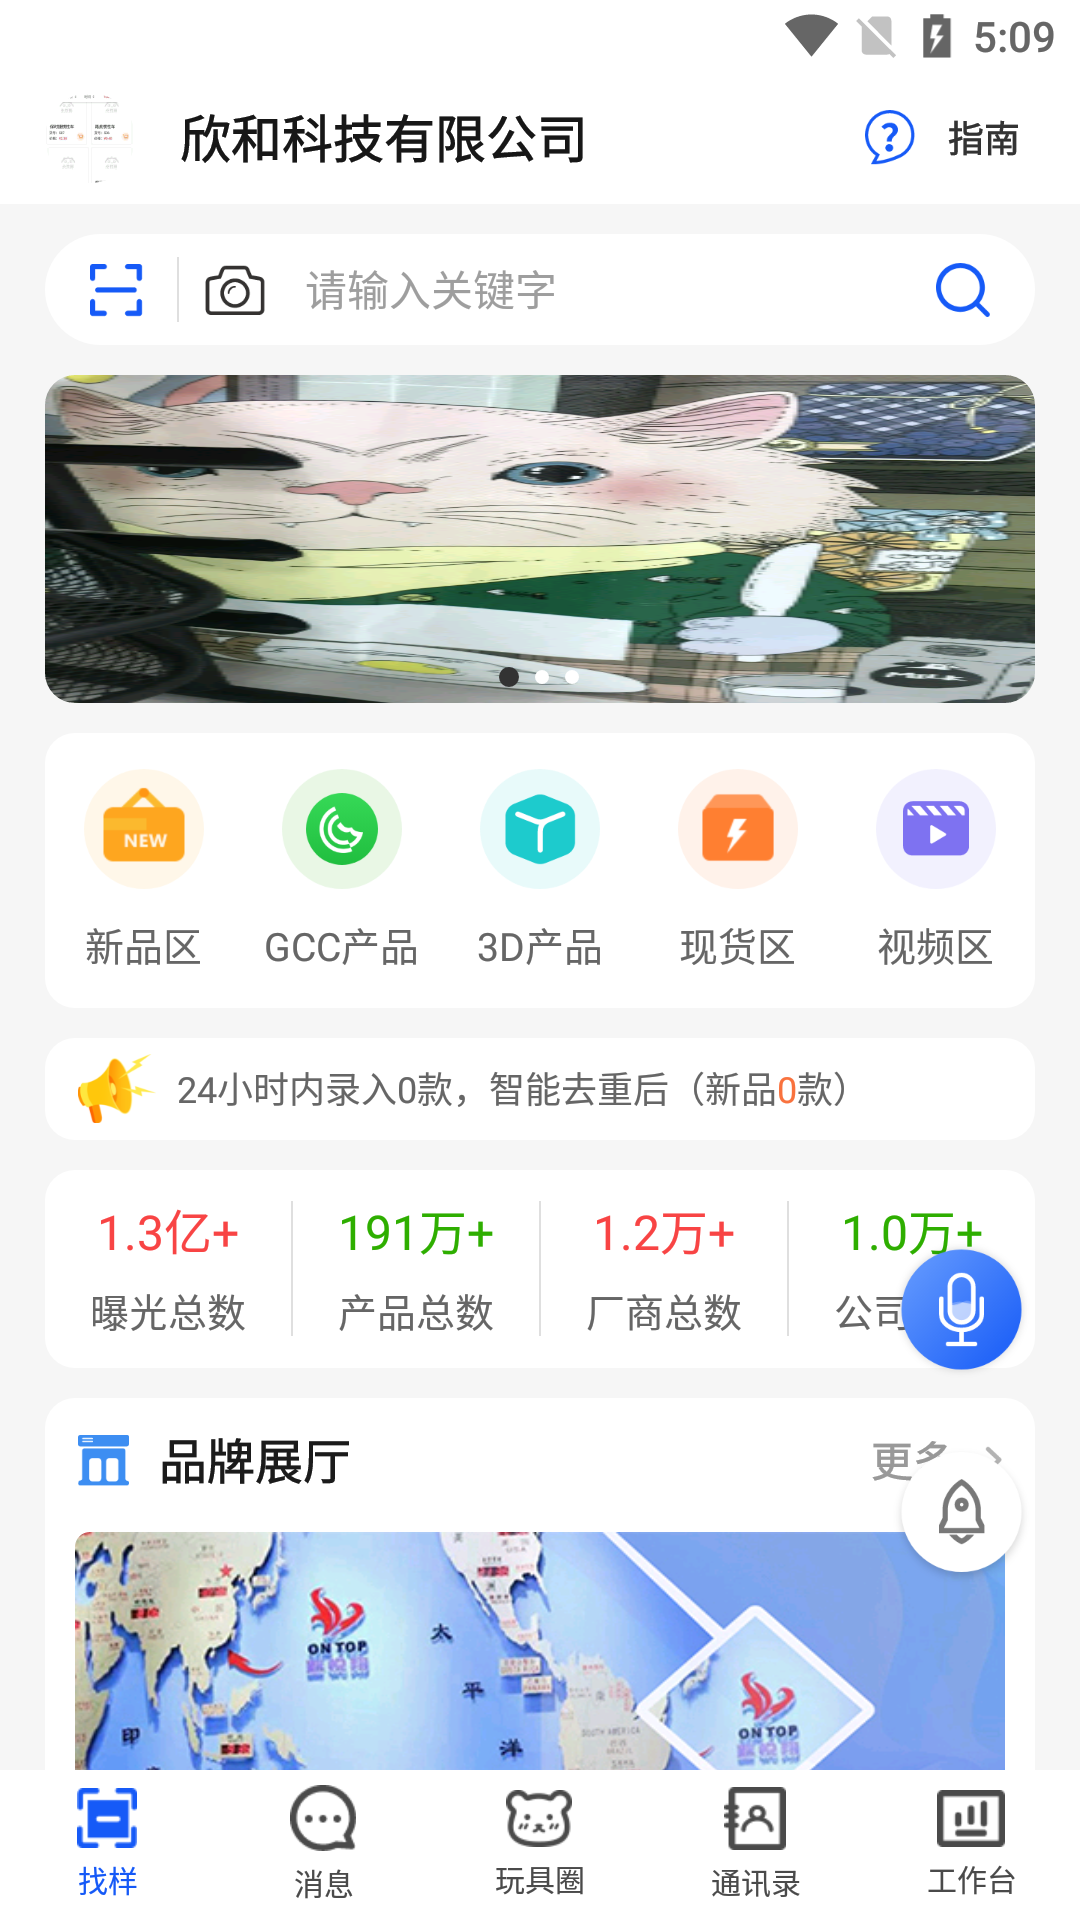 5:09
欣和科技有限公司
指南
请输入关键字
NEW
新品区
GCC产品
3D产品
现货区
视频区
24小时内录入0款，智能去重后（新品0款）
1.3亿+
191万+
1.2万+
1.0万+
曝光总数
产品总数
厂商总数
公司
品牌展厅
更多
ON TOP
太
平
洋
印
SOUTH AMERICA
BRAZIL
ON TOP
找样
消息
玩具圈
通讯录
工作台